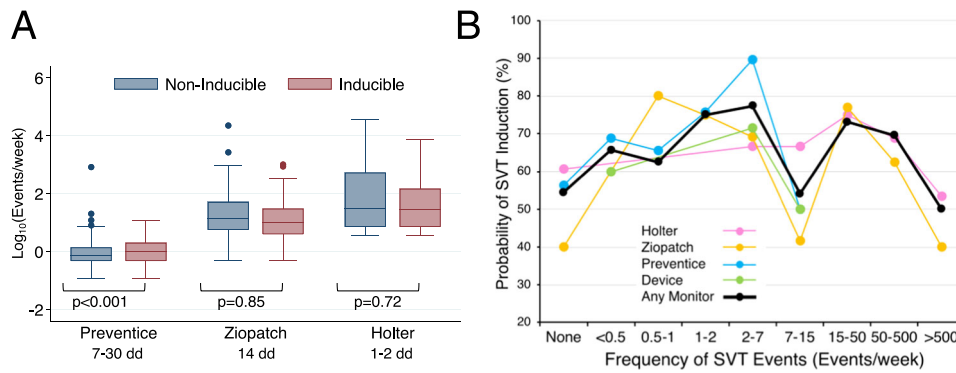 A
Log10(Events/week)
6
4
2
0
-2
Non-Inducible
Inducible
p<0.001
p=0.85
p=0.72
Preventice
7-30 dd
Ziopatch
14 dd
Holter
1-2 dd
B
Probability of SVT Induction (%)
100
90
80
70
60
50
40
30
20
Holter
Ziopatch
Preventice
Device
Any Monitor
None <0.5 0.5-1 1-2 2-7 7-15 15-50 50-500 >500
Frequency of SVT Events (Events/week)